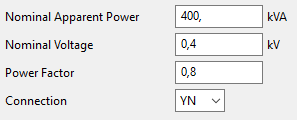 Nominal Apparent Power 400, kVA
Nominal Voltage 0,4 kV
Power Factor 0,8
Connection YN